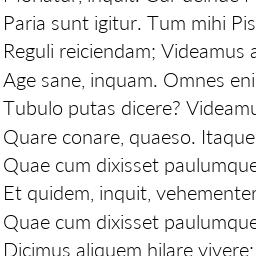 Paria sunt igitur. Tum mihi Pis
Reguli reiciendam; Videamus a
Age sane, inquam. Omnes eni
Tubulo putas dicere? Videamu
Quare conare, quaeso. Itaque
Quae cum dixisset paulumque
Et quidem, inquit, vehementer
Quae cum dixisset paulumque
Dicimus aliquem hilare vivere;